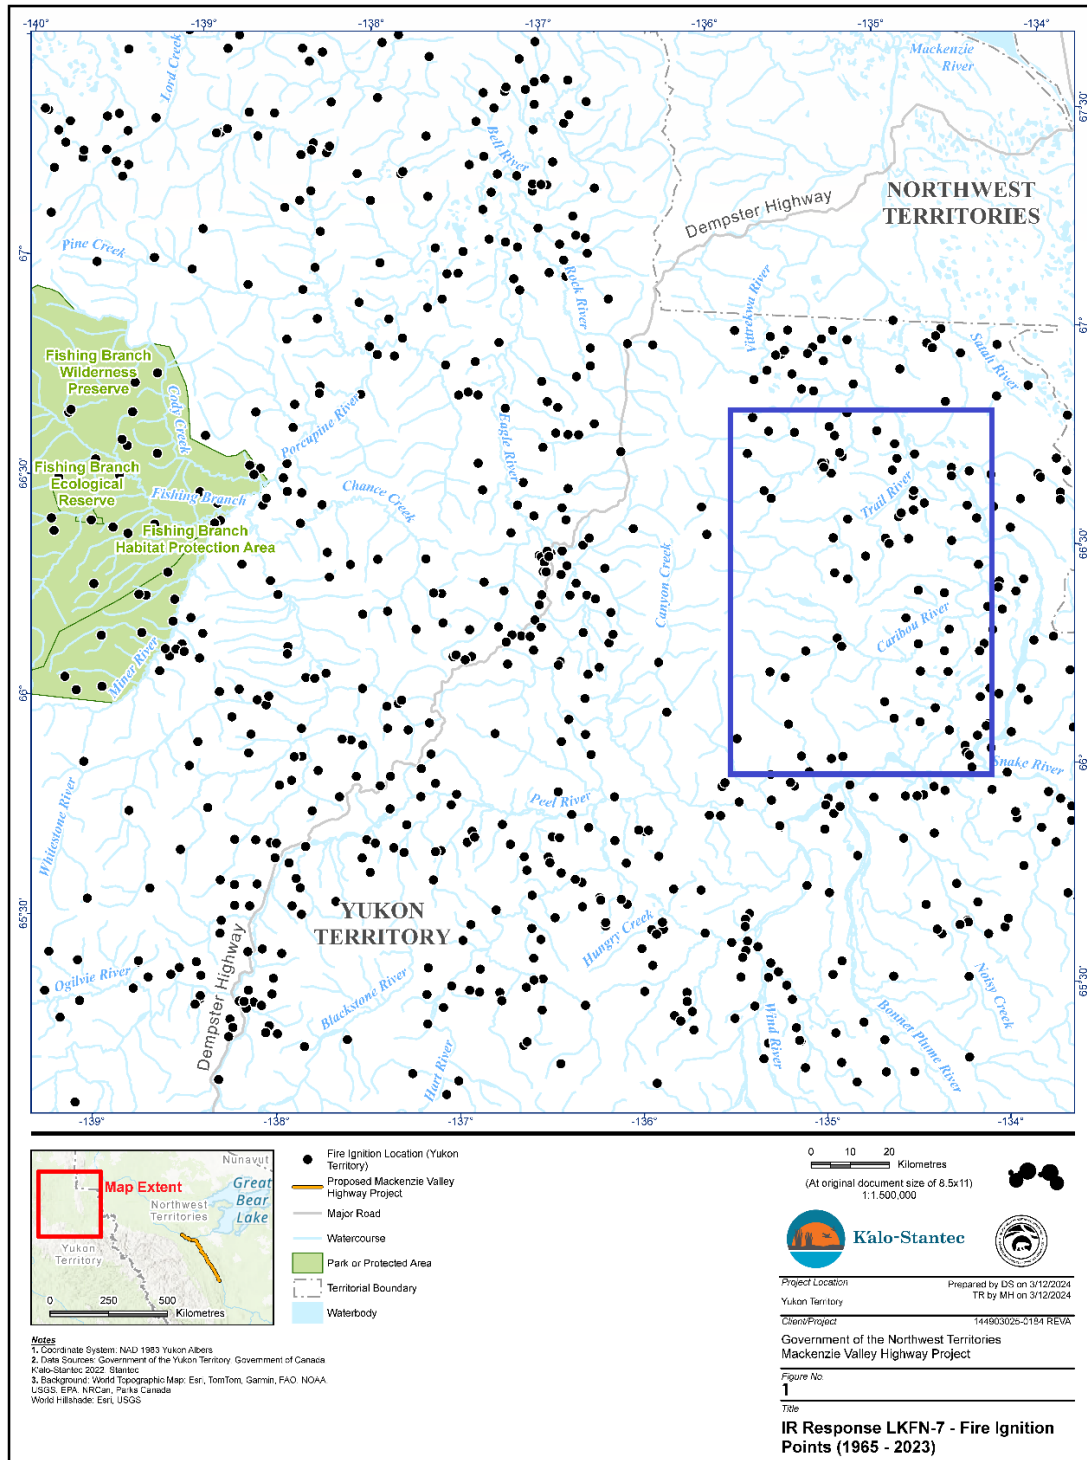 -140°
-139°
-138°
-137°
-136°
-135°
-134°
Lord Creek
Mackenzie
River
67°30'
Bell River
NORTHWEST
TERRITORIES
Dempster Highway
Pine Creek
67°
Rock River
Vittrekwa River
67°
Satah River
Fishing Branch
Wilderness
Preserve
Cody Creek
Porcupine River
Eagle River
66°30'
Fishing Branch
Ecological
Reserve
Fishing Branch
Chance Creek
Trail River
Fishing Branch
Habitat Protection Area
66°30'
Canyon Creek
Caribou River
Miner River
66°
66°
Snake River
Whitestone River
Peel River
YUKON
TERRITORY
65°30'
Hungry Creek
Dempster Highway
Ogilvie River
Blackstone River
65°30'
Noisy Creek
Wind River
Bonnet Plume River
Hart River
-139°
-138°
-137°
-136°
-135°
-134°
Nunavut
Map Extent
Great
Bear
Lake
Northwest
Territories
Yukon
Territory
0 250 500
Kilometres
Fire Ignition Location (Yukon
Territory)
Proposed Mackenzie Valley
Highway Project
Major Road
Watercourse
Park or Protected Area
Territorial Boundary
Waterbody
0 10 20
Kilometres
(At original document size of 8.5x11)
1:1,500,000
K'alo-Stantec
Project Location
Yukon Territory
Prepared by DS on 3/12/2024
TR by MH on 3/12/2024
Client/Project
144903025-0184 REVA
Government of the Northwest Territories
Mackenzie Valley Highway Project
Figure No.
1
Title
IR Response LKFN-7 - Fire Ignition
Points (1965 - 2023)
Notes
1. Coordinate System: NAD 1983 Yukon Albers
2. Data Sources: Government of the Yukon Territory, Government of Canada
K'alo-Stantec 2022, Stantec
3. Background: World Topographic Map: Esri, TomTom, Garmin, FAO, NOAA,
USGS, EPA, NRCan, Parks Canada
World Hillshade: Esri, USGS